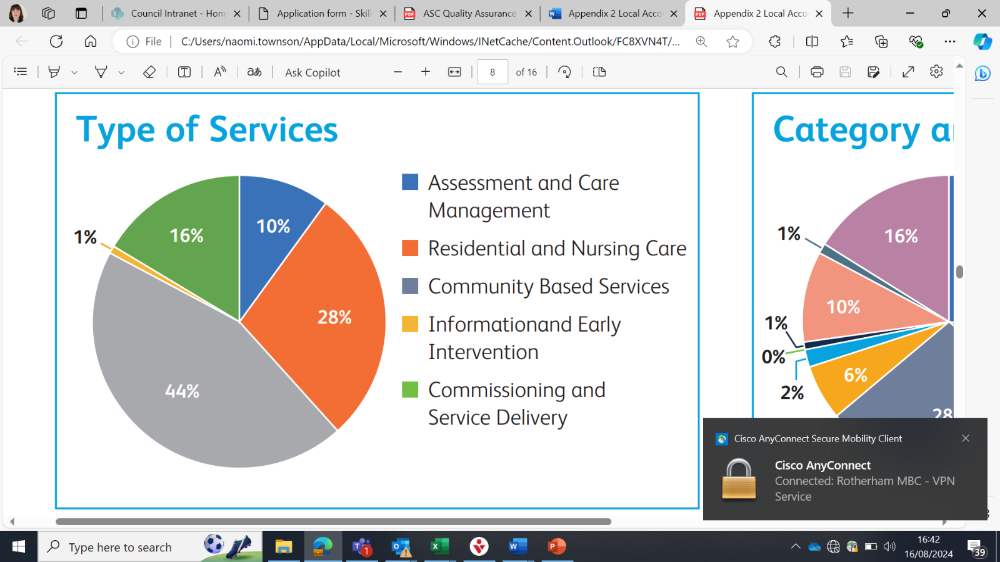 Council Intranet - Hom
Application form - Skil
ASC Quality Assurance
Appendix 2 Local Acco
Appendix 2 Local Acco
File
C:/Users/naomi.townson/AppData/Local/Microsoft/Windows/INetCache/Content.Outlook/FC8XVN4T/...
Ask Copilot
8
of 16
Type of Services
16%
10%
1%
28%
44%
Assessment and Care
Management
Residential and Nursing Care
Community Based Services
Informationand Early
Intervention
Commissioning and
Service Delivery
Category a
16%
1%
10%
1%
0%
6%
2%
28
Cisco AnyConnect Secure Mobility Client
Cisco AnyConnect
Connected: Rotherham MBC - VPN
Service
Type here to search
1
16:42
16/08/2024
39